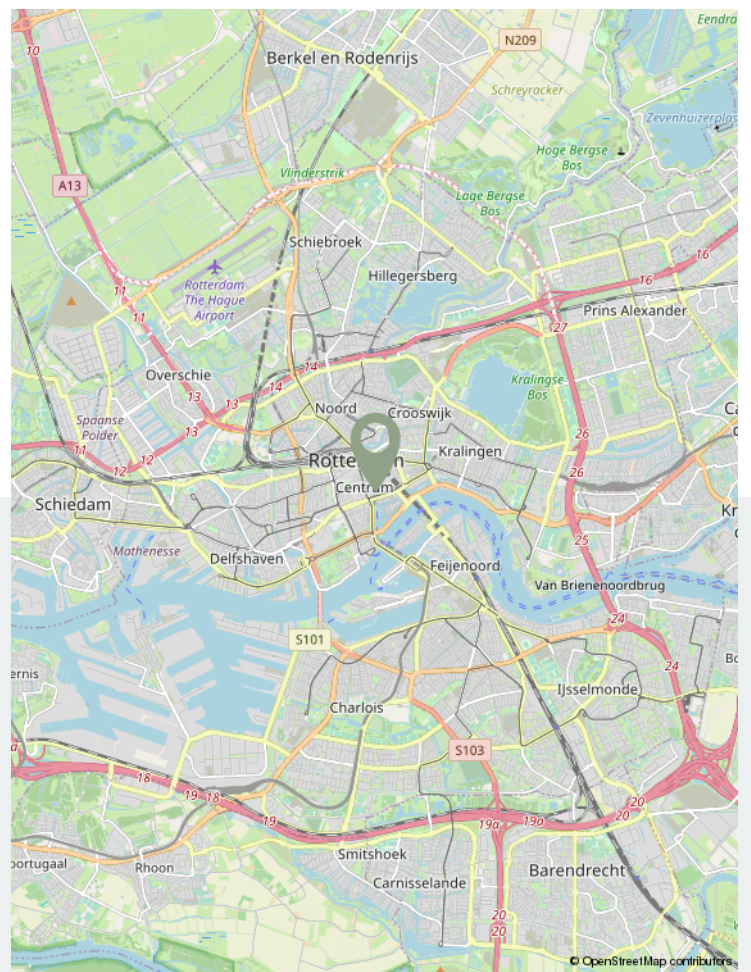 Eendra
10
Berkel en Rodenrijs
N209
Schreyracker
Zevenhuizerplas
Hoge Bergse
Bos
Vlinderstrik
A13
Lage Bergse
Bos
Schiebroek
16
Rotterdam
The Hague
Airport
Hillegersberg
16
11
11
Prins Alexander
27
14
Overschie
14
Kralingse
Bos
13
13
Noord
Crooswijk
Spaanse
Polder
11
12
12
26
Kralingen
Centrum
26
Schiedam
Mathenesse
25
Delfshaven
Feijenoord
Van Brienenoordbrug
24
S101
24
IJsselmonde
Charlois
S103
18
19
18
19
19a
19a
20
20
Smitshoek
Rhoon
Barendrecht
Carnisselande
20
20
© OpenStreetMap contributors